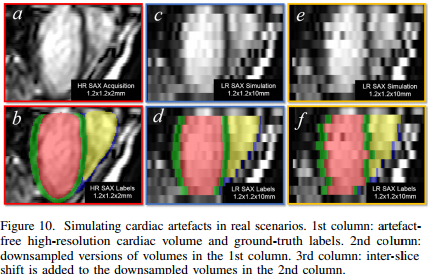 a
HR SAX Acquisition
1.2x1.2x2mm
c
LR SAX Simulation
1.2x1.2x10mm
e
LR SAX Simulation
1.2x1.2x10mm
b
HR SAX Labels
1.2x1.2x2mm
d
LR SAX Labels
1.2x1.2x10mm
f
LR SAX Labels
1.2x1.2x10mm
Figure 10. Simulating cardiac artefacts in real scenarios. 1st column: artefact-
free high-resolution cardiac volume and ground-truth labels. 2nd column:
downsampled versions of volumes in the 1st column. 3rd column: inter-slice
shift is added to the downsampled volumes in the 2nd column.